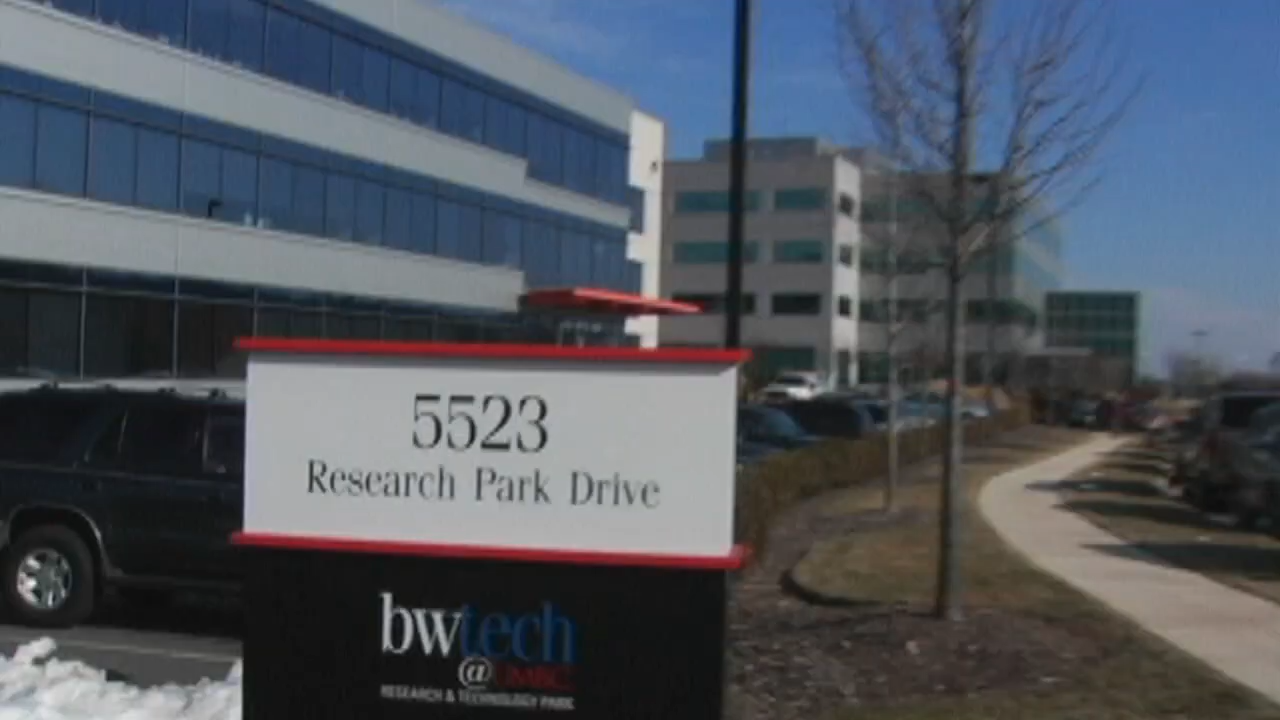 5523
Research Park Drive
bwtech
@UMBC
RESEARCH & TECHNOLOGY PARK